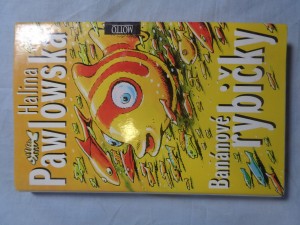 Halina
Pawlowská
Banánové
rybičky
MOTTO